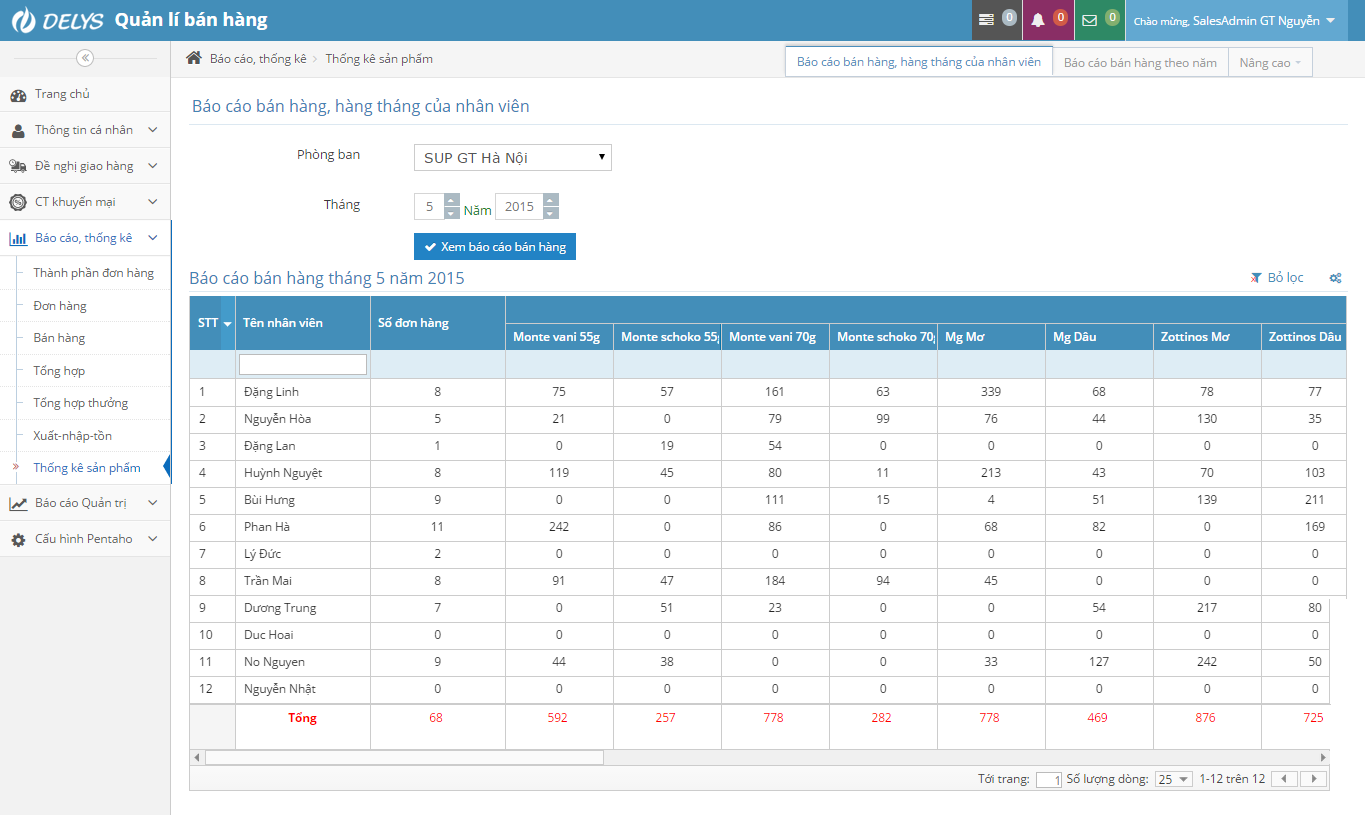 DELYS Quản lí bán hàng
0 0 0 Chào mừng, SalesAdmin GT Nguyễn
Trang chủ
Thông tin cá nhân
Đề nghị giao hàng
CT khuyến mại
Báo cáo, thống kê
Thành phần đơn hàng
Đơn hàng
Bán hàng
Tổng hợp
Tổng hợp thưởng
Xuất-nhập-tồn
Thống kê sản phẩm
Báo cáo Quản trị
Cấu hình Pentaho
Báo cáo, thống kê Thống kê sản phẩm
Báo cáo bán hàng, hàng tháng của nhân viên Báo cáo bán hàng theo năm Nâng cao
Báo cáo bán hàng, hàng tháng của nhân viên
Phòng ban SUP GT Hà Nội
Tháng 5 Năm 2015
Xem báo cáo bán hàng
Báo cáo bán hàng tháng 5 năm 2015 Bỏ lọc
STT Tên nhân viên Số đơn hàng
Monte vani 55g Monte schoko 55g Monte vani 70g Monte schoko 70g Mg Mơ Mg Dâu Zottinos Mơ Zottinos Dâu
1 Đặng Linh 8 75 57 161 63 339 68 78 77
2 Nguyễn Hòa 5 21 0 79 99 76 44 130 35
3 Đặng Lan 1 0 19 54 0 0 0 0 0
4 Huỳnh Nguyệt 8 119 45 80 11 213 43 70 103
5 Bùi Hưng 9 0 0 111 15 4 51 139 211
6 Phan Hà 11 242 0 86 0 68 82 0 169
7 Lý Đức 2 0 0 0 0 0 0 0 0
8 Trần Mai 8 91 47 184 94 45 0 0 0
9 Dương Trung 7 0 51 23 0 0 54 217 80
10 Duc Hoai 0 0 0 0 0 0 0 0 0
11 No Nguyen 9 44 38 0 0 33 127 242 50
12 Nguyễn Nhật 0 0 0 0 0 0 0 0 0
Tổng 68 592 257 778 282 778 469 876 725
Tới trang: 1 Số lượng dòng: 25 1-12 trên 12